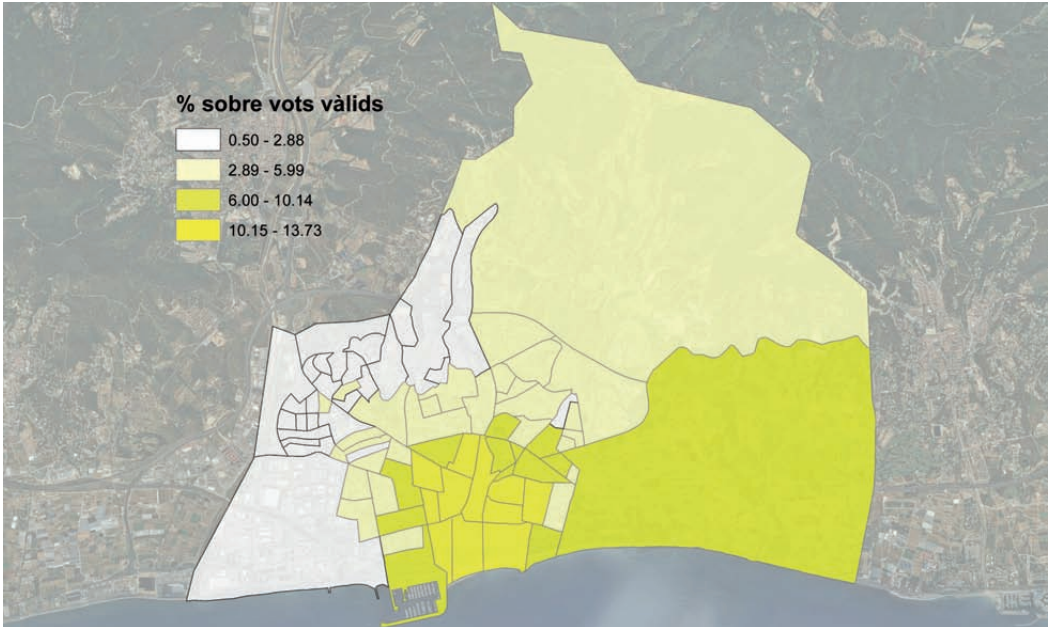 % sobre vots vàlids
0.50 - 2.88
2.89 - 5.99
6.00 - 10.14
10.15 - 13.73